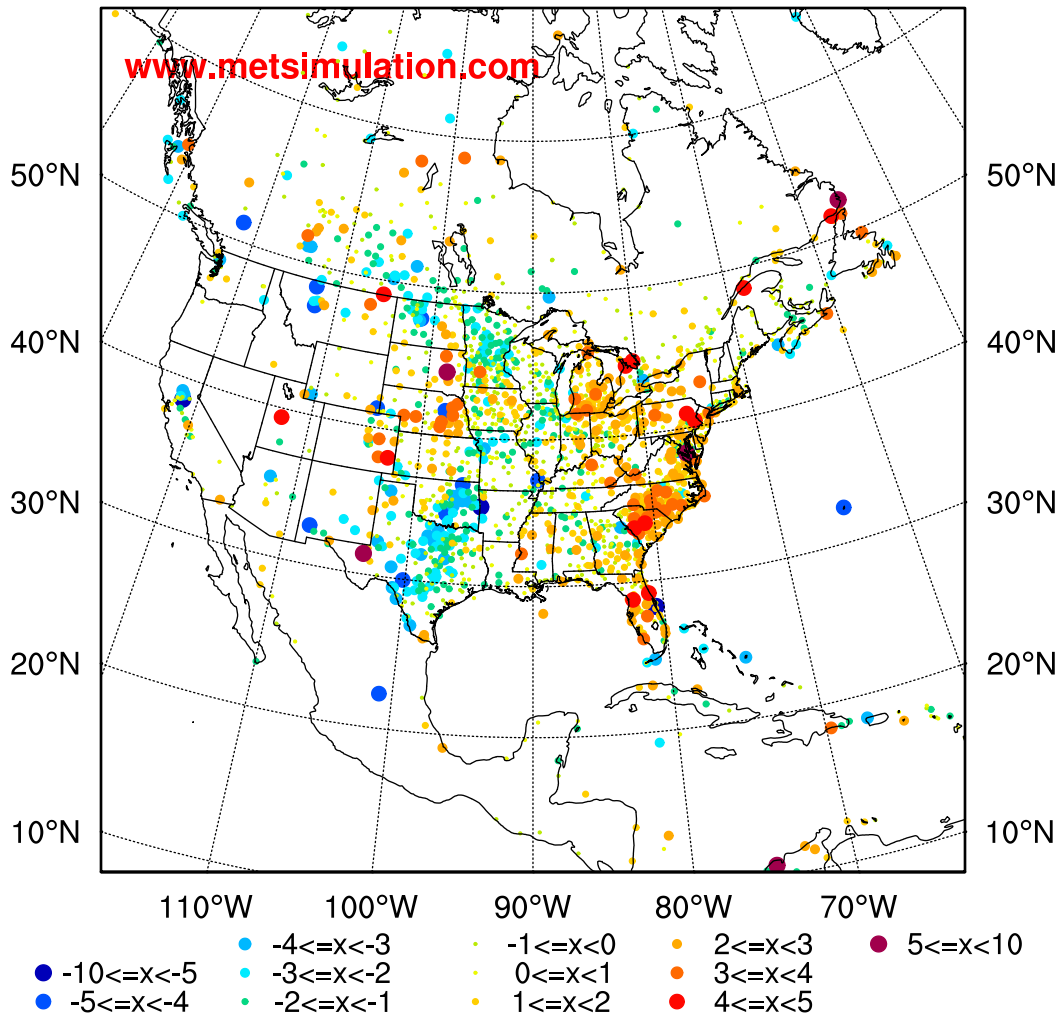 www.metsimulation.com
50°N 50°N
40°N 40°N
30°N 30°N
20°N 20°N
10°N 10°N
110°W 100°W 90°W 80°W 70°W
-4<=x<-3 -1<=x<0 2<=x<3 5<=x<10
-10<=x<-5 -3<=x<-2 0<=x<1 3<=x<4
-5<=x<-4 -2<=x<-1 1<=x<2 4<=x<5